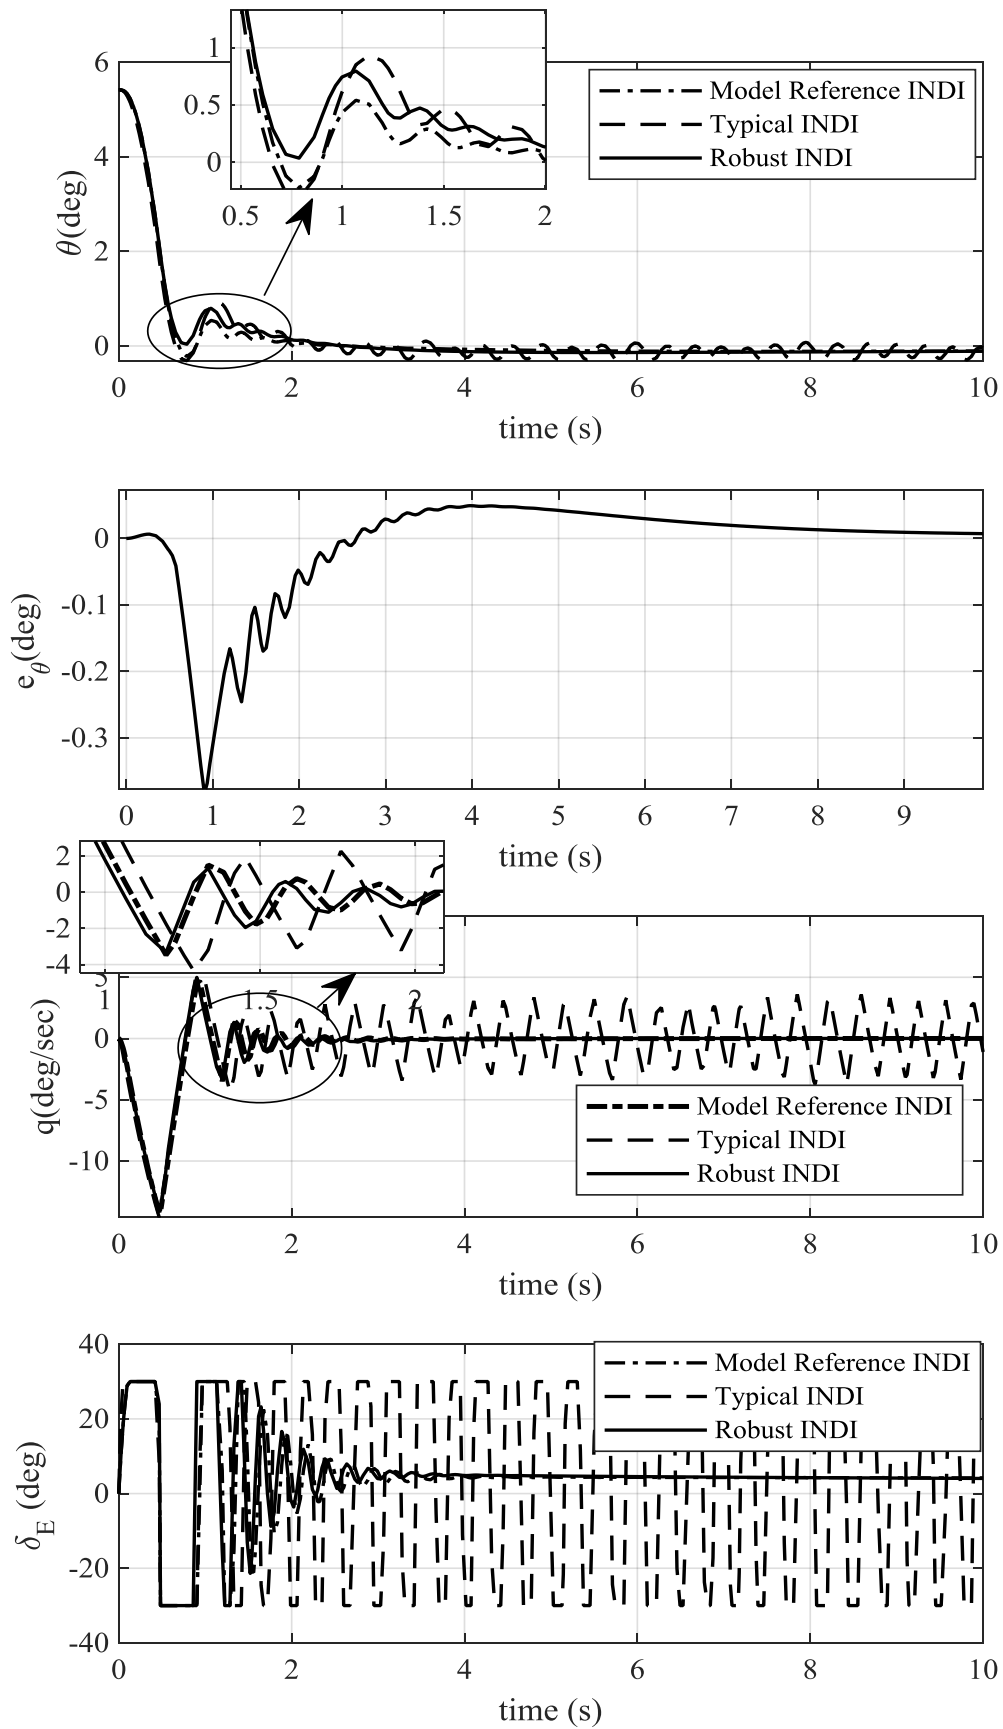 1
0.5
0
0.5 1 1.5 2
6
4
2
0
θ(deg)
Model Reference INDI
Typical INDI
Robust INDI
0 2 4 6 8 10
time (s)
0
-0.1
-0.2
-0.3
eθ(deg)
0 1 2 3 4 5 6 7 8 9
time (s)
2
0
-2
-4
1 1.5 2
5
0
-5
-10
q(deg/sec)
Model Reference INDI
Typical INDI
Robust INDI
0 2 4 6 8 10
time (s)
40
20
0
-20
-40
δE (deg)
Model Reference INDI
Typical INDI
Robust INDI
0 2 4 6 8 10
time (s)